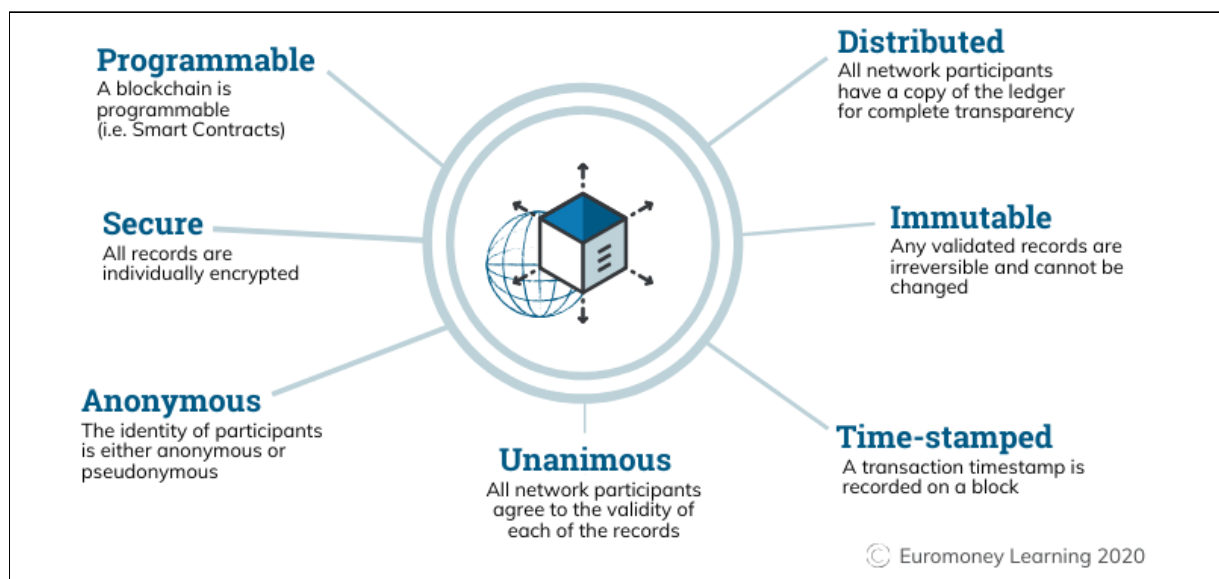 Programmable
A blockchain is
programmable
(i.e. Smart Contracts)
Distributed
All network participants
have a copy of the ledger
for complete transparency
Secure
All records are
individually encrypted
Immutable
Any validated records are
irreversible and cannot be
changed
Anonymous
The identity of participants
is either anonymous or
pseudonymous
Unanimous
All network participants
agree to the validity of
each of the records
Time-stamped
A transaction timestamp is
recorded on a block
© Euromoney Learning 2020